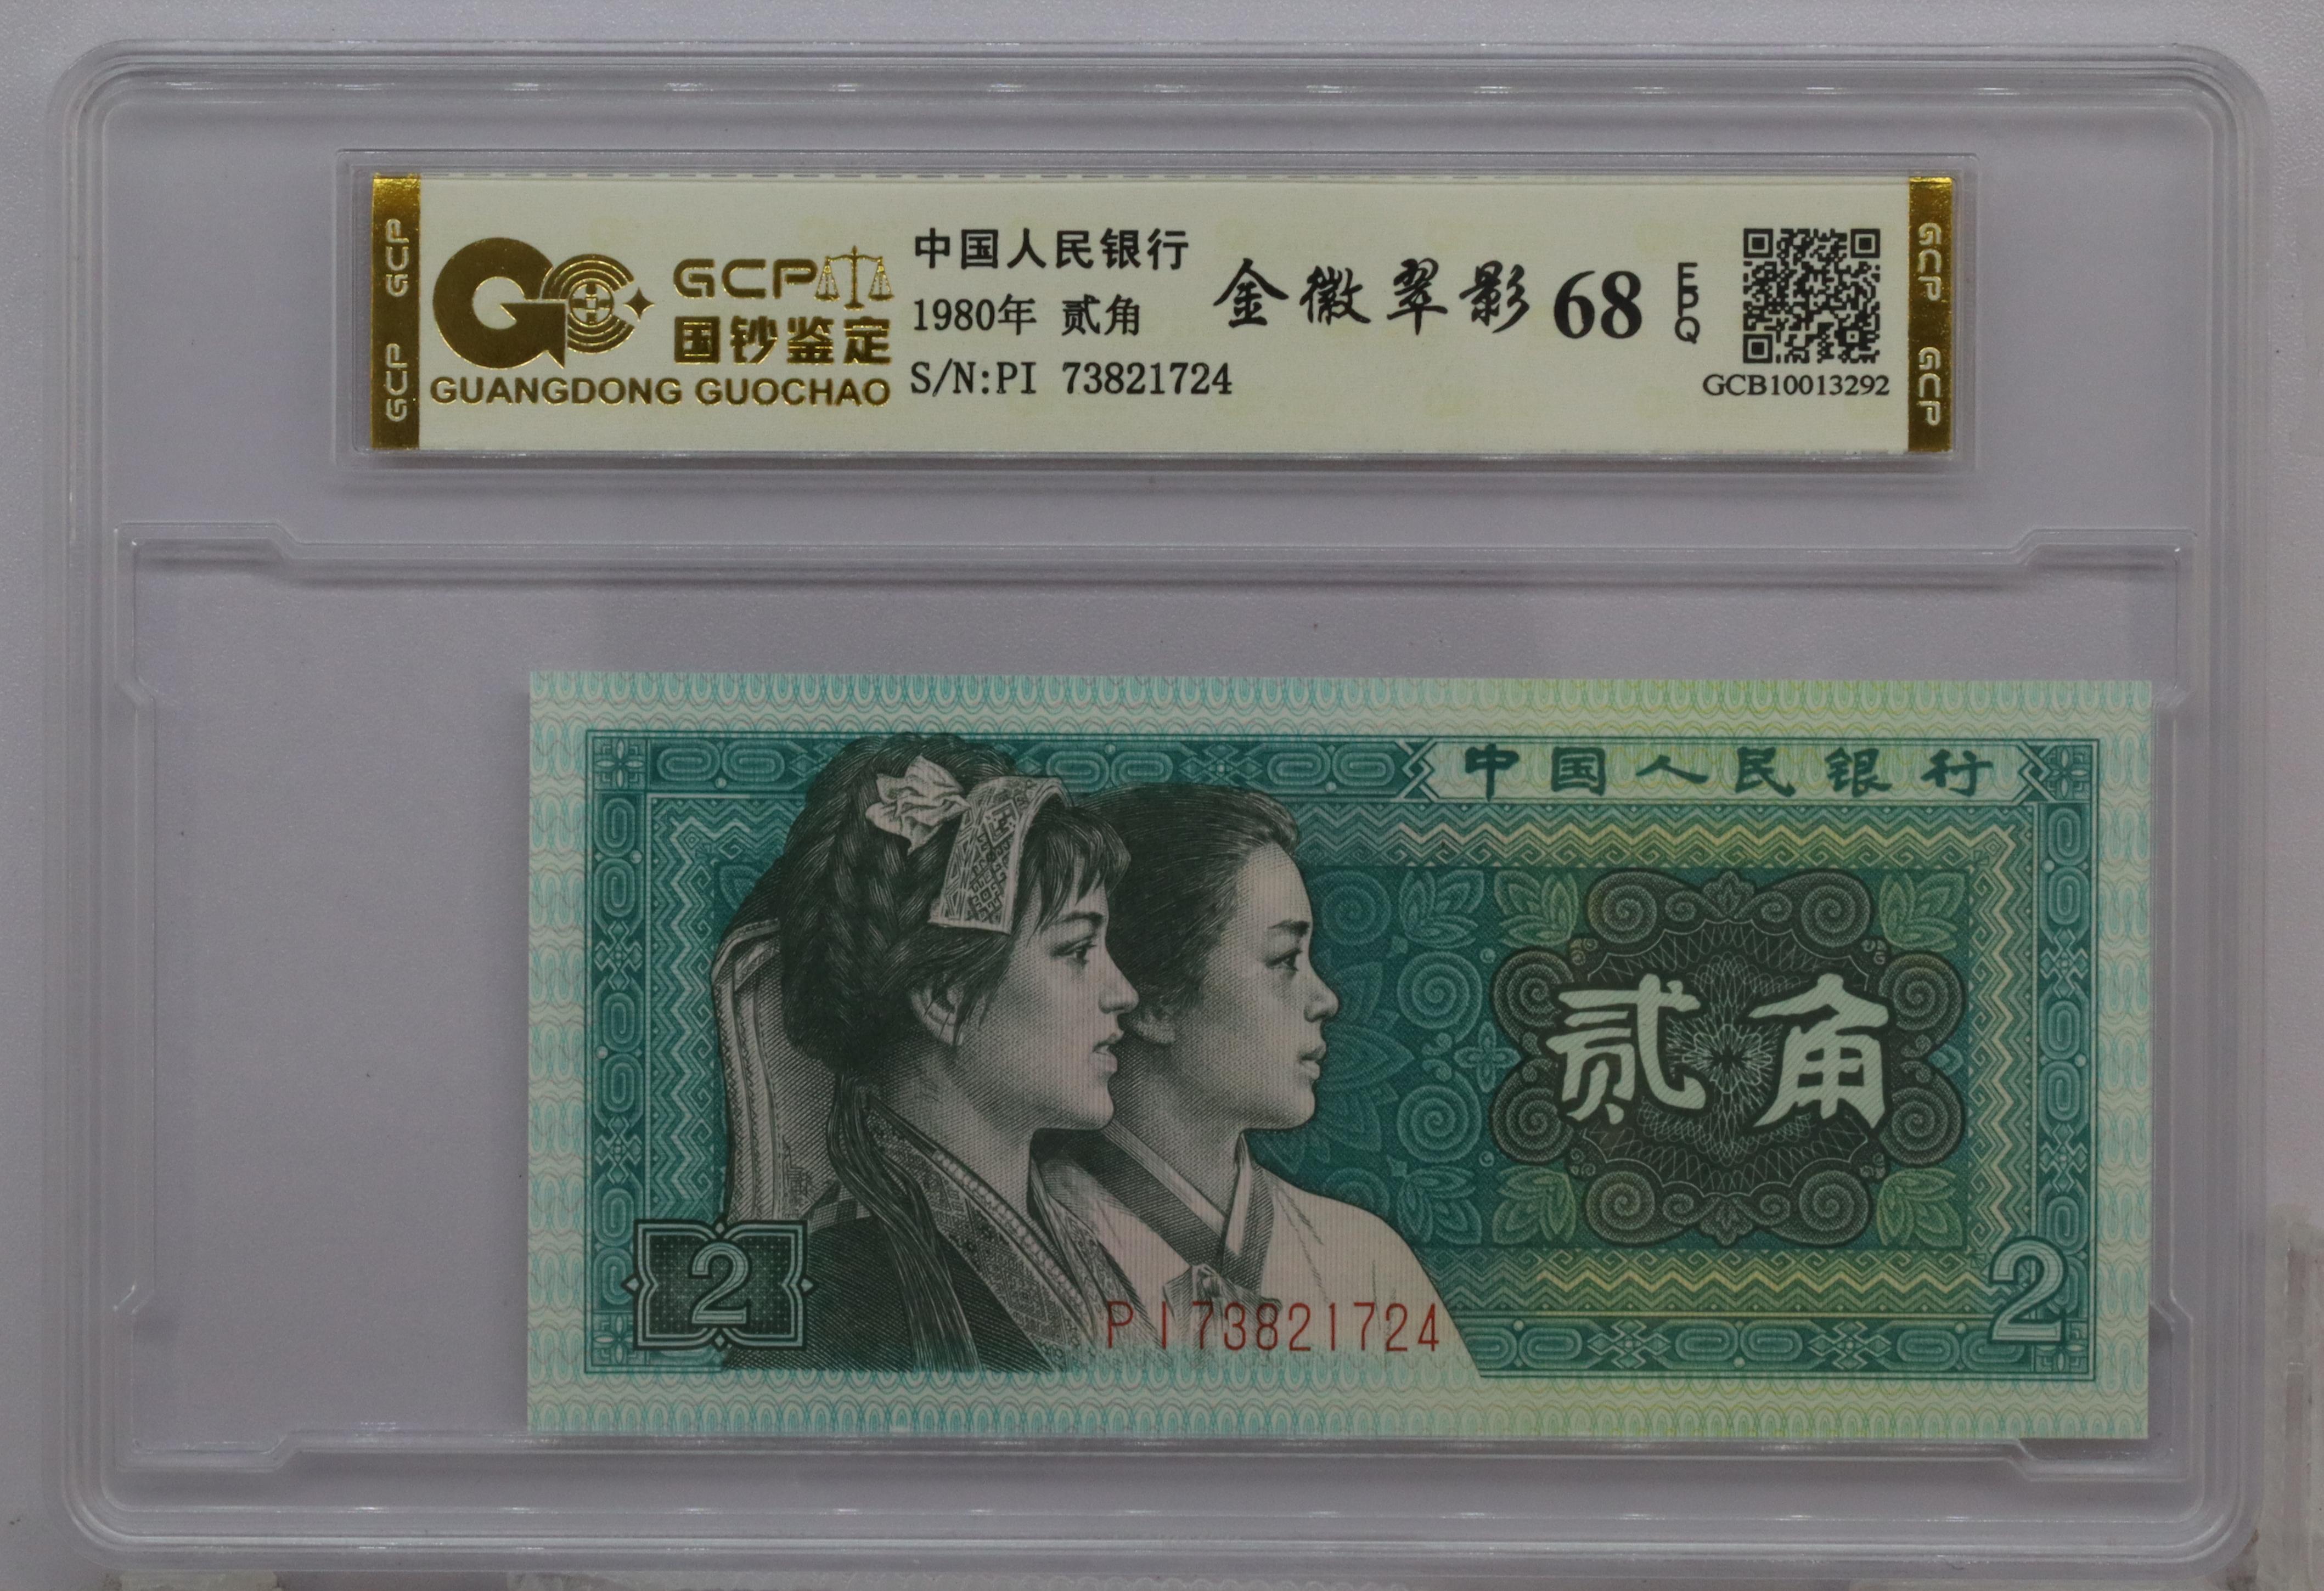 GCP GCP
GCP
国钞鉴定
GUANGDONG GUOCHAO
中国人民银行
1980年 贰角
S/N:PI 73821724
金徽翠影 68 EPQ
GCB10013292
GCP GCP
中国人民银行
贰角
2
PI73821724
2